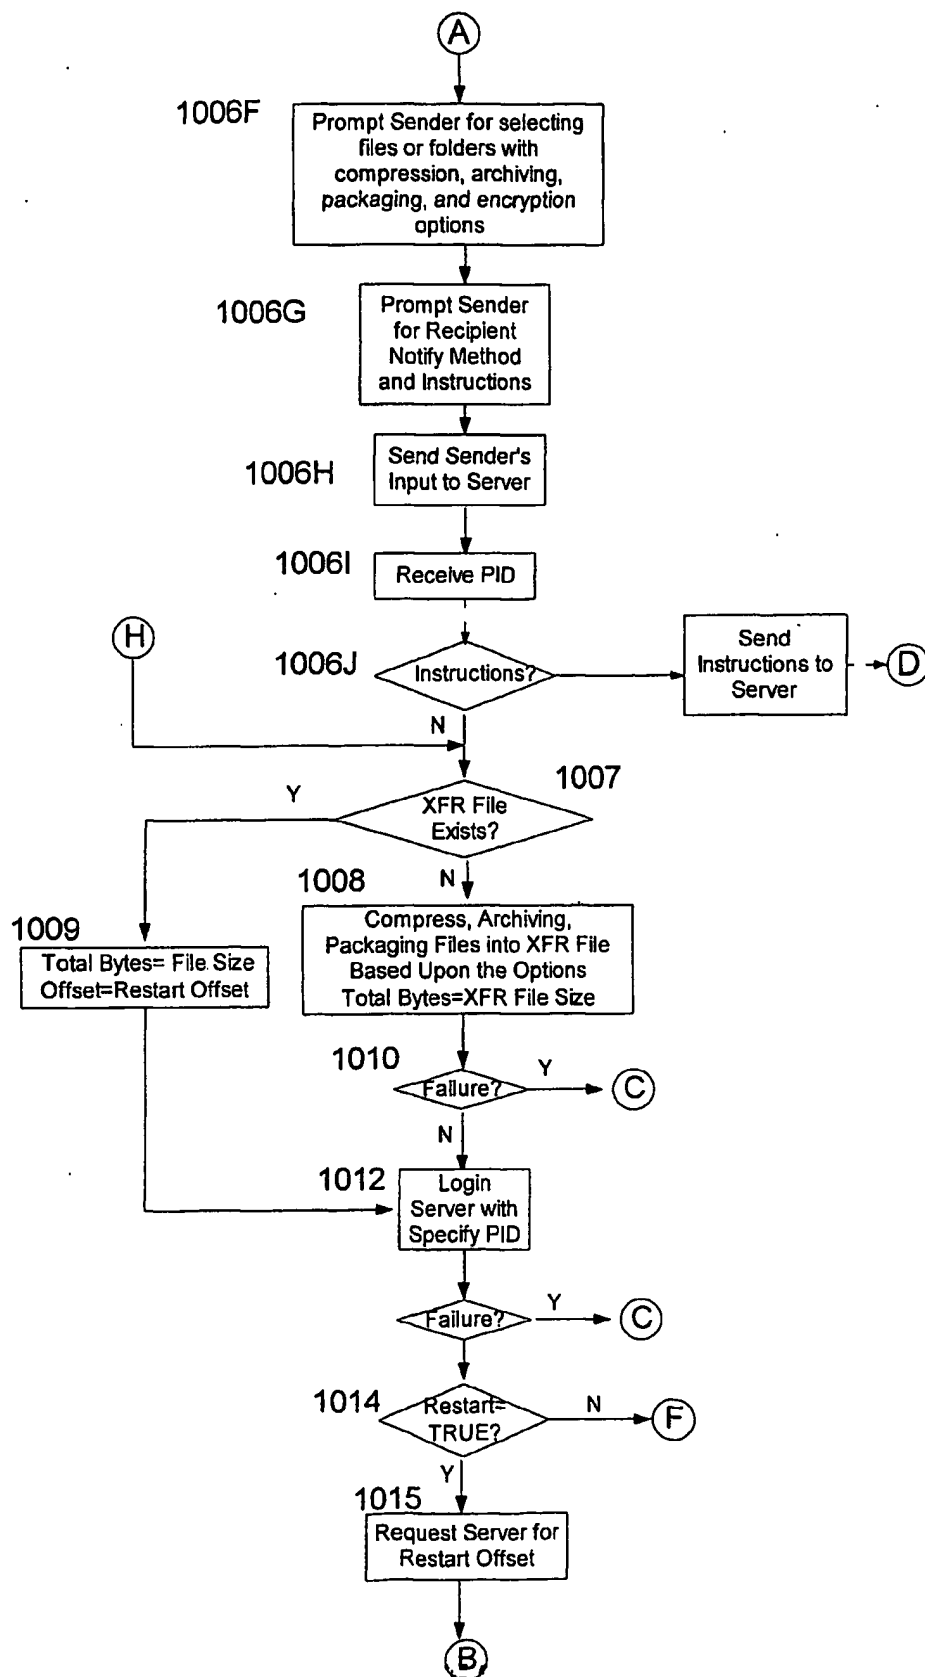 A
1006F
Prompt Sender for selecting
files or folders with
compression, archiving,
packaging, and encryption
options
1006G
Prompt Sender
for Recipient
Notify Method
and Instructions
1006H
Send Sender's
Input to Server
1006I
Receive PID
H
1006J
Instructions?
Send
Instructions to
Server
D
N
1007
Y
XFR File
Exists?
N
1008
Compress, Archiving,
Packaging Files into XFR File
Based Upon the Options
Total Bytes=XFR File Size
1009
Total Bytes= File Size
Offset=Restart Offset
1010
Failure?
Y
C
N
1012
Login
Server with
Specify PID
Failure?
Y
C
1014
Restart=
TRUE?
N
F
Y
1015
Request Server for
Restart Offset
B